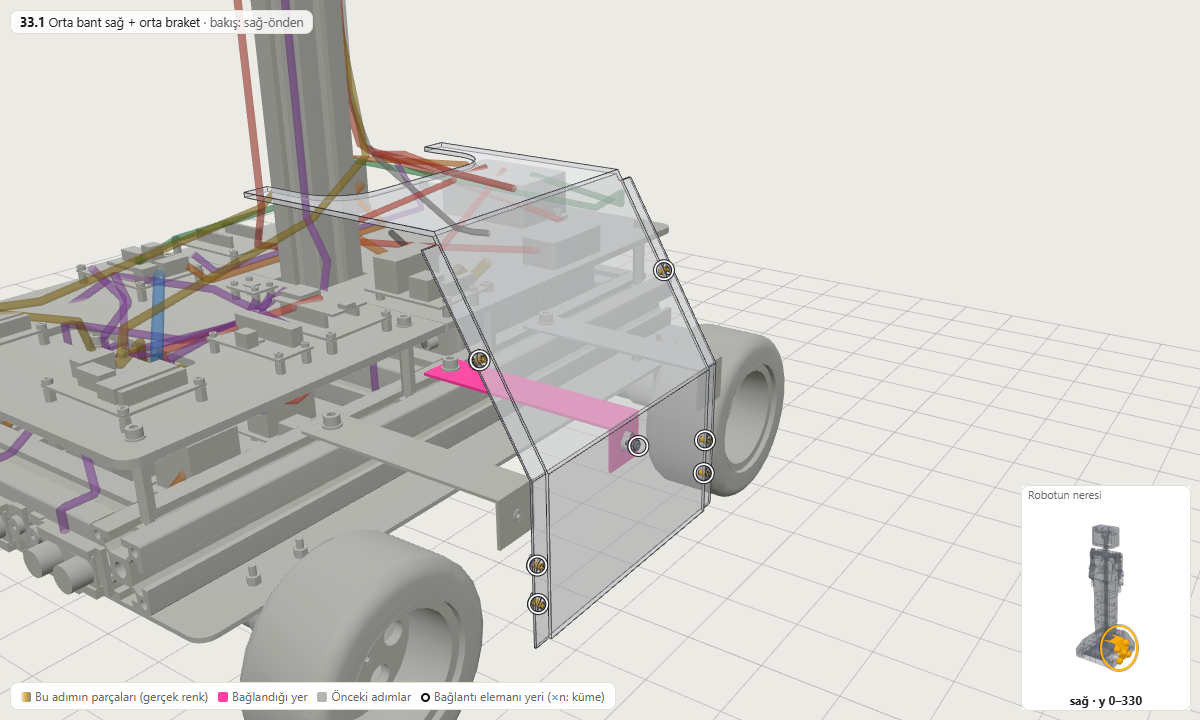 33.1 Orta bant sağ + orta braket · bakış: sağ-önden
Robotun neresi
sağ · y 0–330
Bu adımın parçaları (gerçek renk) Bağlandığı yer Önceki adımlar Bağlantı elemanı yeri (×n: küme)